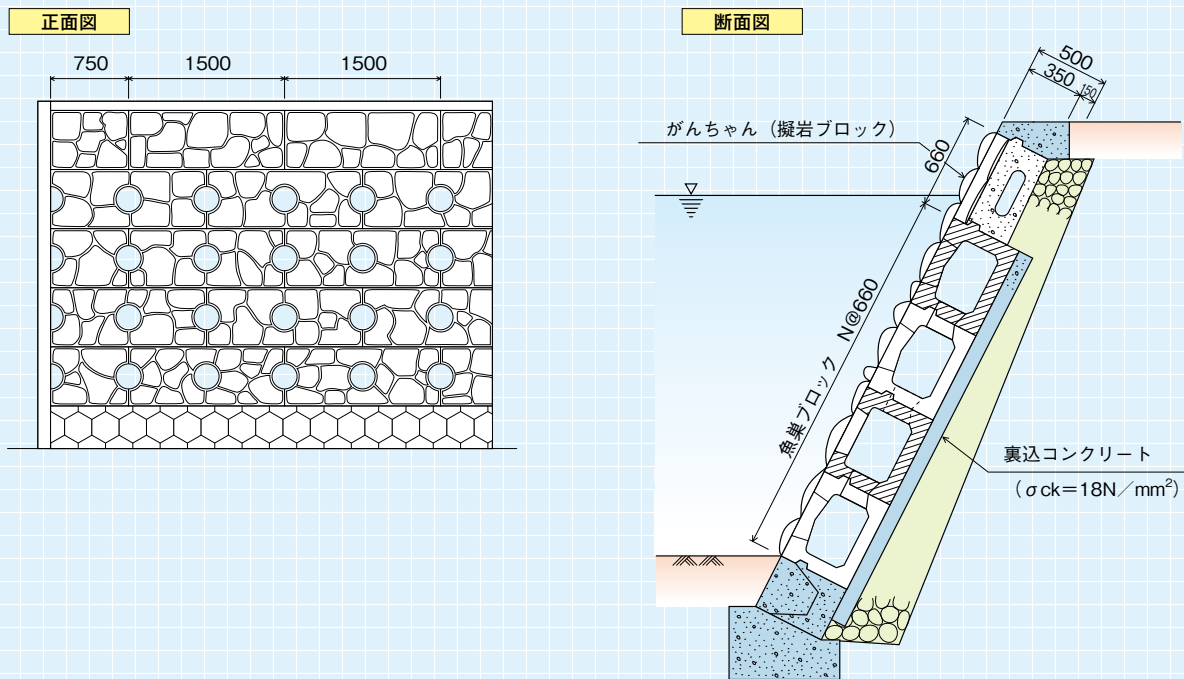 正面図
750
1500
1500
断面図
500
350
150
がんちゃん（擬岩ブロック）
660
魚巣ブロック N@660
裏込コンクリート
（σck＝18N／mm²）